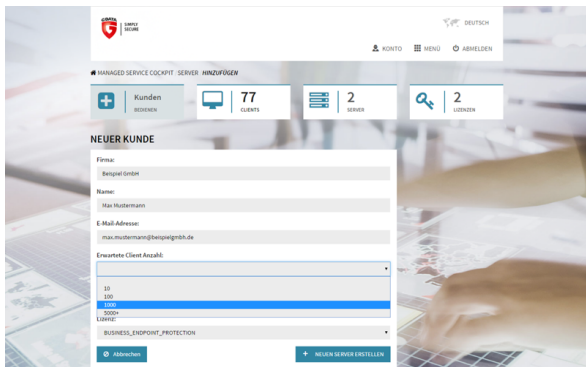 G DATA
SIMPLY
SECURE
DEUTSCH
KONTO
MENÜ
ABMELDEN
MANAGED SERVICE COCKPIT : SERVER HINZUFÜGEN
Kunden
BEDIENEN
77
CLIENTS
2
SERVER
2
LIZENZEN
NEUER KUNDE
Firma:
Beispiel GmbH
Name:
Max Mustermann
E-Mail-Adresse:
max.mustermann@beispielgmbh.de
Erwartete Client Anzahl:
10
100
1000
5000+
Lizenz:
BUSINESS_ENDPOINT_PROTECTION
Abbrechen
+ NEUEN SERVER ERSTELLEN